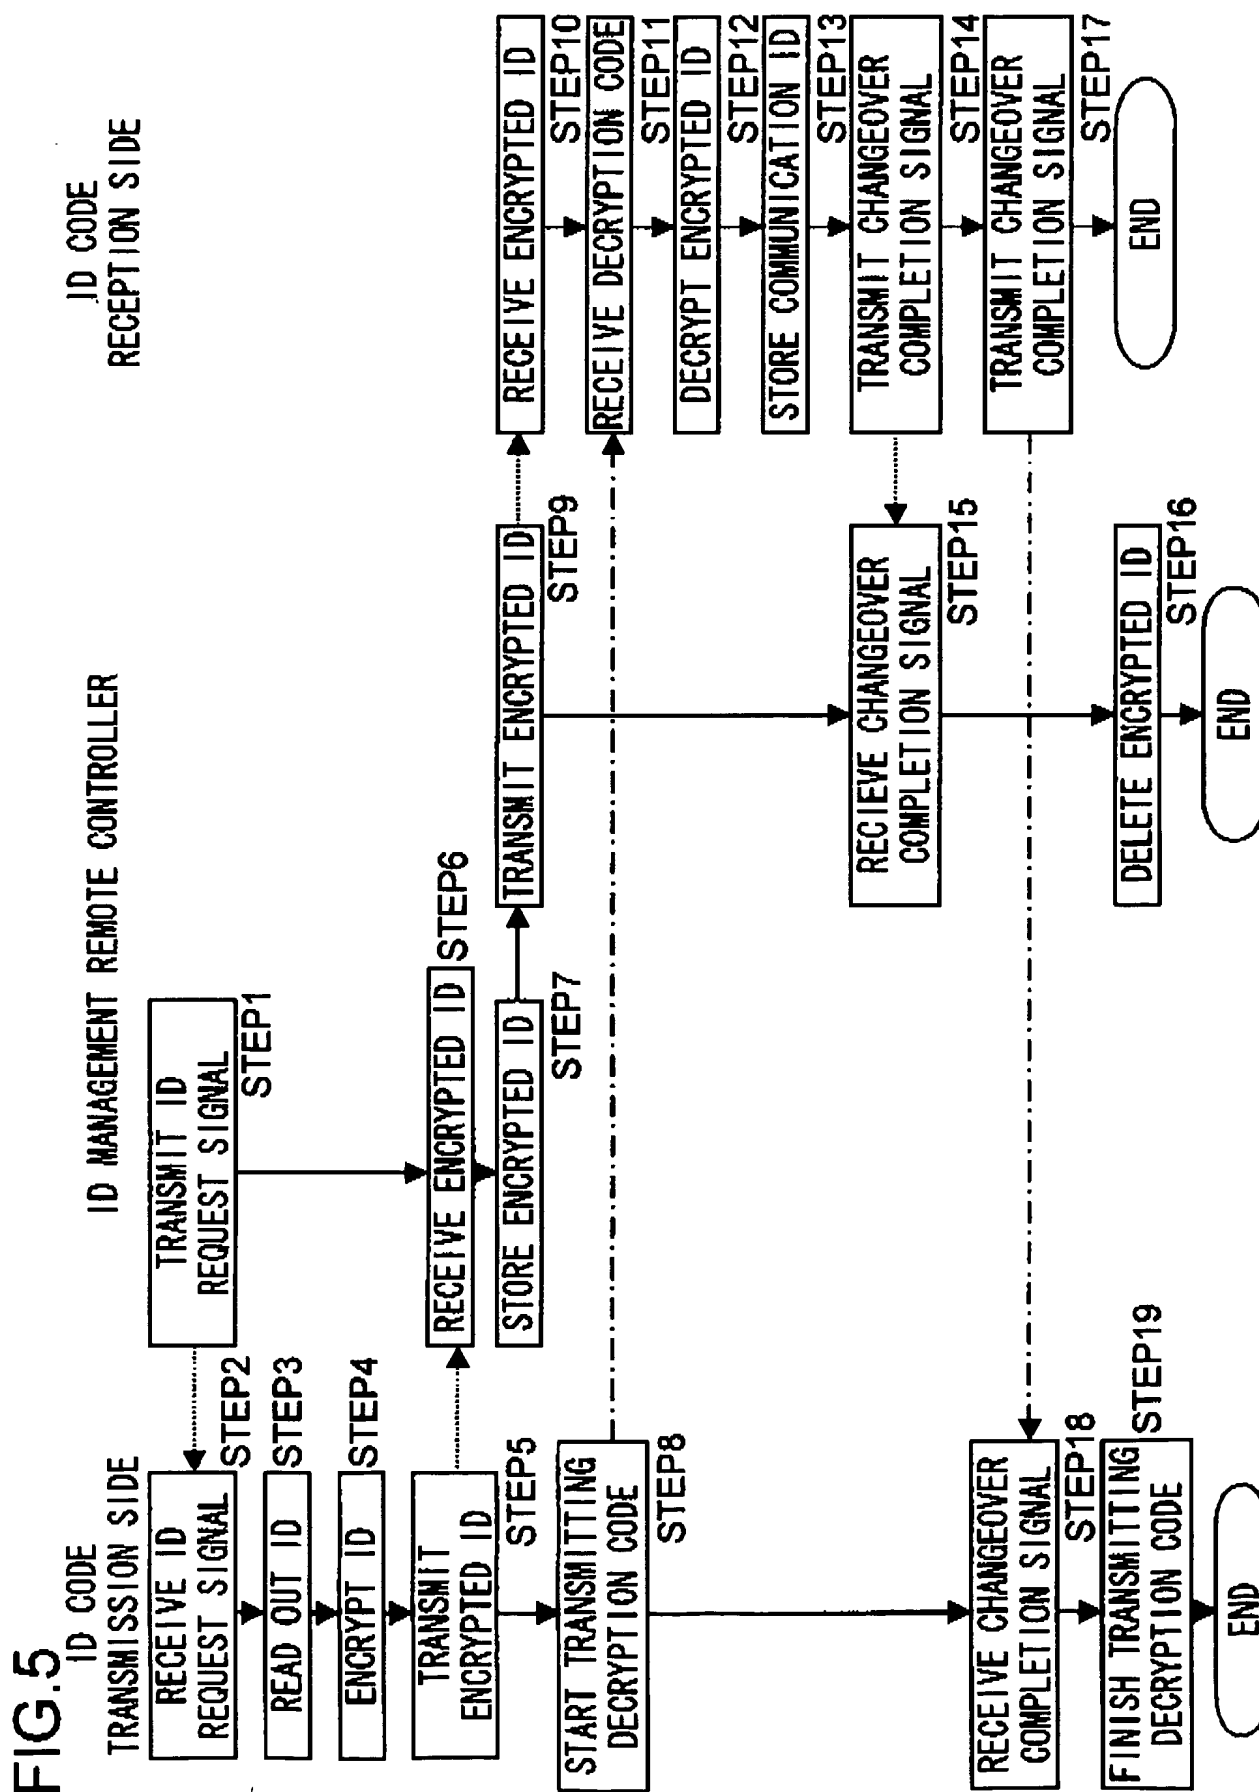 FIG.5
ID CODE
TRANSMISSION SIDE
RECEIVE ID
REQUEST SIGNAL
STEP2
READ OUT ID
STEP3
ENCRYPT ID
STEP4
TRANSMIT
ENCRYPTED ID
STEP5
START TRANSMITTING
DECRYPTION CODE
STEP8
RECEIVE CHANGEOVER
COMPLETION SIGNAL
STEP18
FINISH TRANSMITTING
DECRYPTION CODE
STEP19
END
ID MANAGEMENT REMOTE CONTROLLER
TRANSMIT ID
REQUEST SIGNAL
STEP1
RECEIVE ENCRYPTED ID
STEP6
STORE ENCRYPTED ID
STEP7
TRANSMIT ENCRYPTED ID
STEP9
RECIEVE CHANGEOVER
COMPLETION SIGNAL
STEP15
DELETE ENCRYPTED ID
STEP16
END
ID CODE
RECEPTION SIDE
RECEIVE ENCRYPTED ID
STEP10
RECEIVE DECRYPTION CODE
STEP11
DECRYPT ENCRYPTED ID
STEP12
STORE COMMUNICATION ID
STEP13
TRANSMIT CHANGEOVER
COMPLETION SIGNAL
STEP14
TRANSMIT CHANGEOVER
COMPLETION SIGNAL
STEP17
END